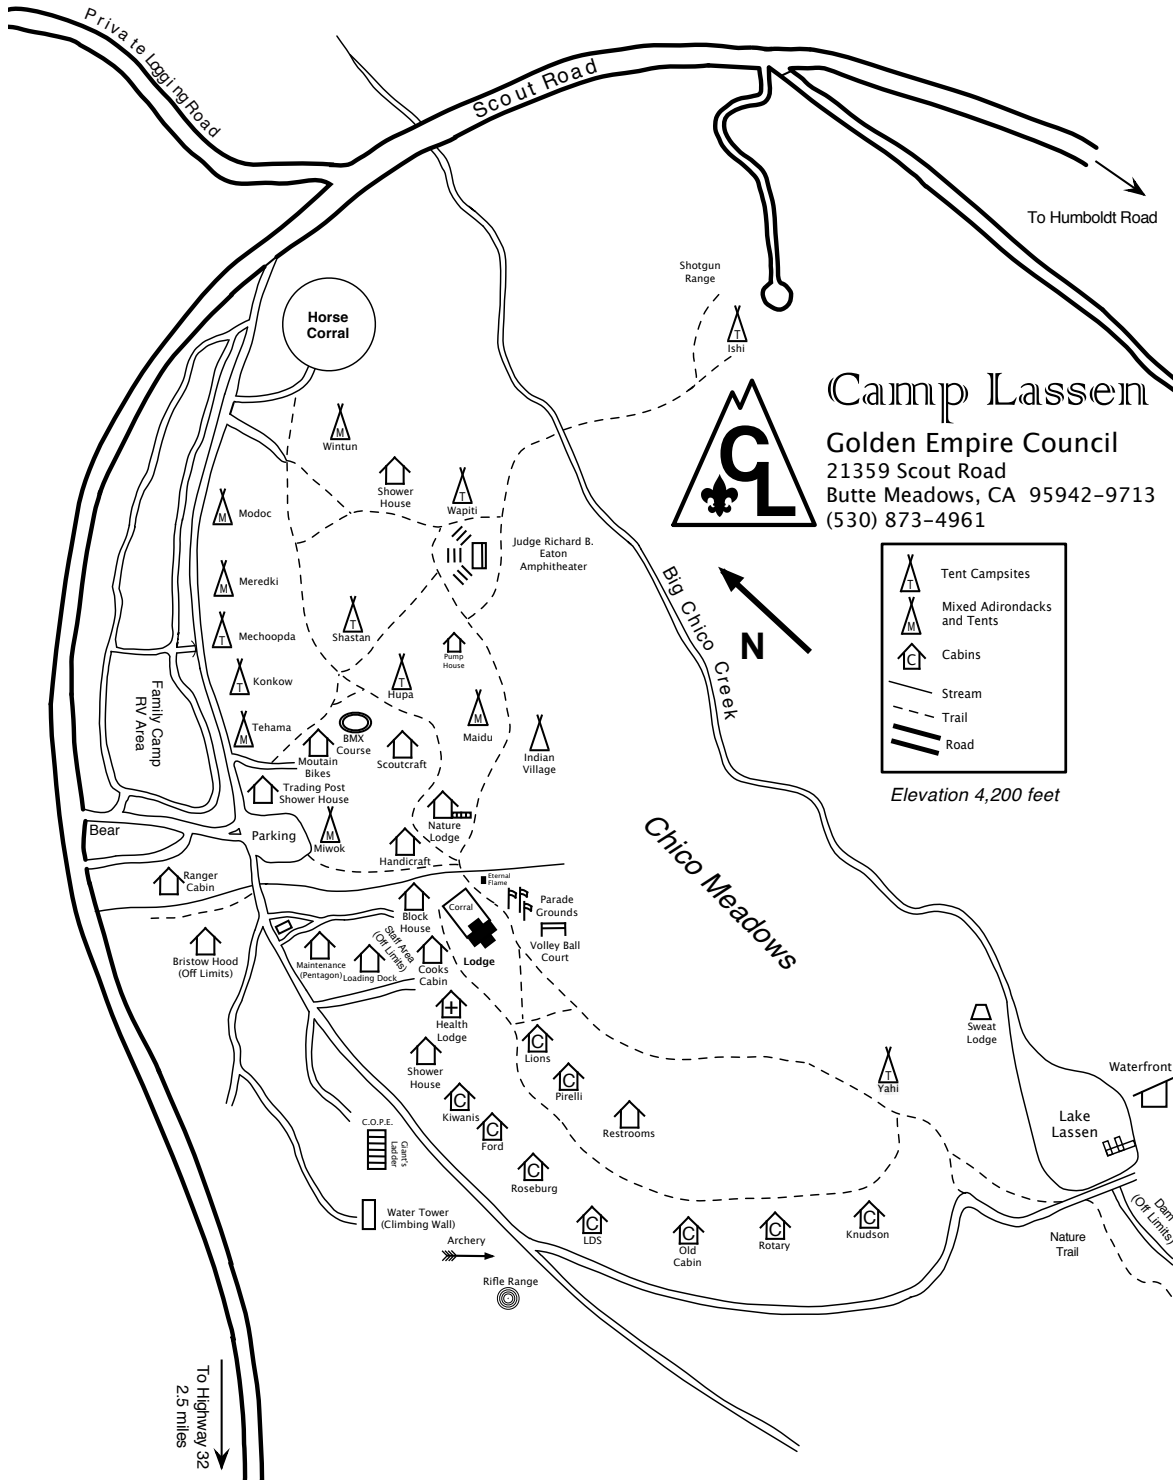 Private Logging Road
Scout Road
To Humboldt Road
Shotgun
Range
T
Ishi
Horse
Corral
Camp Lassen
Golden Empire Council
21359 Scout Road
Butte Meadows, CA 95942-9713
(530) 873-4961
CL
M
Wintun
Shower
House
T
Wapiti
M
Modoc
Judge Richard B.
Eaton
Amphitheater
T
Tent Campsites
M
Mixed Adirondacks
and Tents
C
Cabins
Stream
Trail
Road
Elevation 4,200 feet
N
Big Chico Creek
M
Meredki
T
Mechoopda
T
Shastan
Pump
House
T
Konkow
T
Hupa
M
Tehama
M
Maidu
Family Camp
RV Area
BMX
Course
Moutain
Bikes
Scoutcraft
Indian
Village
Trading Post
Shower House
Bear
Parking
M
Miwok
Nature
Lodge
Handicraft
Chico Meadows
Ranger
Cabin
Eternal
Flame
Corral
Parade
Grounds
Block
House
Staff Area
(Off Limits)
Volley Ball
Court
Bristow Hood
(Off Limits)
Maintenance
(Pentagon)
Loading Dock
Cooks
Cabin
Lodge
Health
Lodge
C
Lions
Sweat
Lodge
Shower
House
C
Pirelli
T
Yahi
Waterfront
C
Kiwanis
C
Ford
Restrooms
Lake
Lassen
C.O.P.E.
Giant's
Ladder
C
Roseburg
Water Tower
(Climbing Wall)
C
LDS
C
Old
Cabin
C
Rotary
C
Knudson
Nature
Trail
Dam
(Off Limits)
Archery
Rifle Range
To Highway 32
2.5 miles